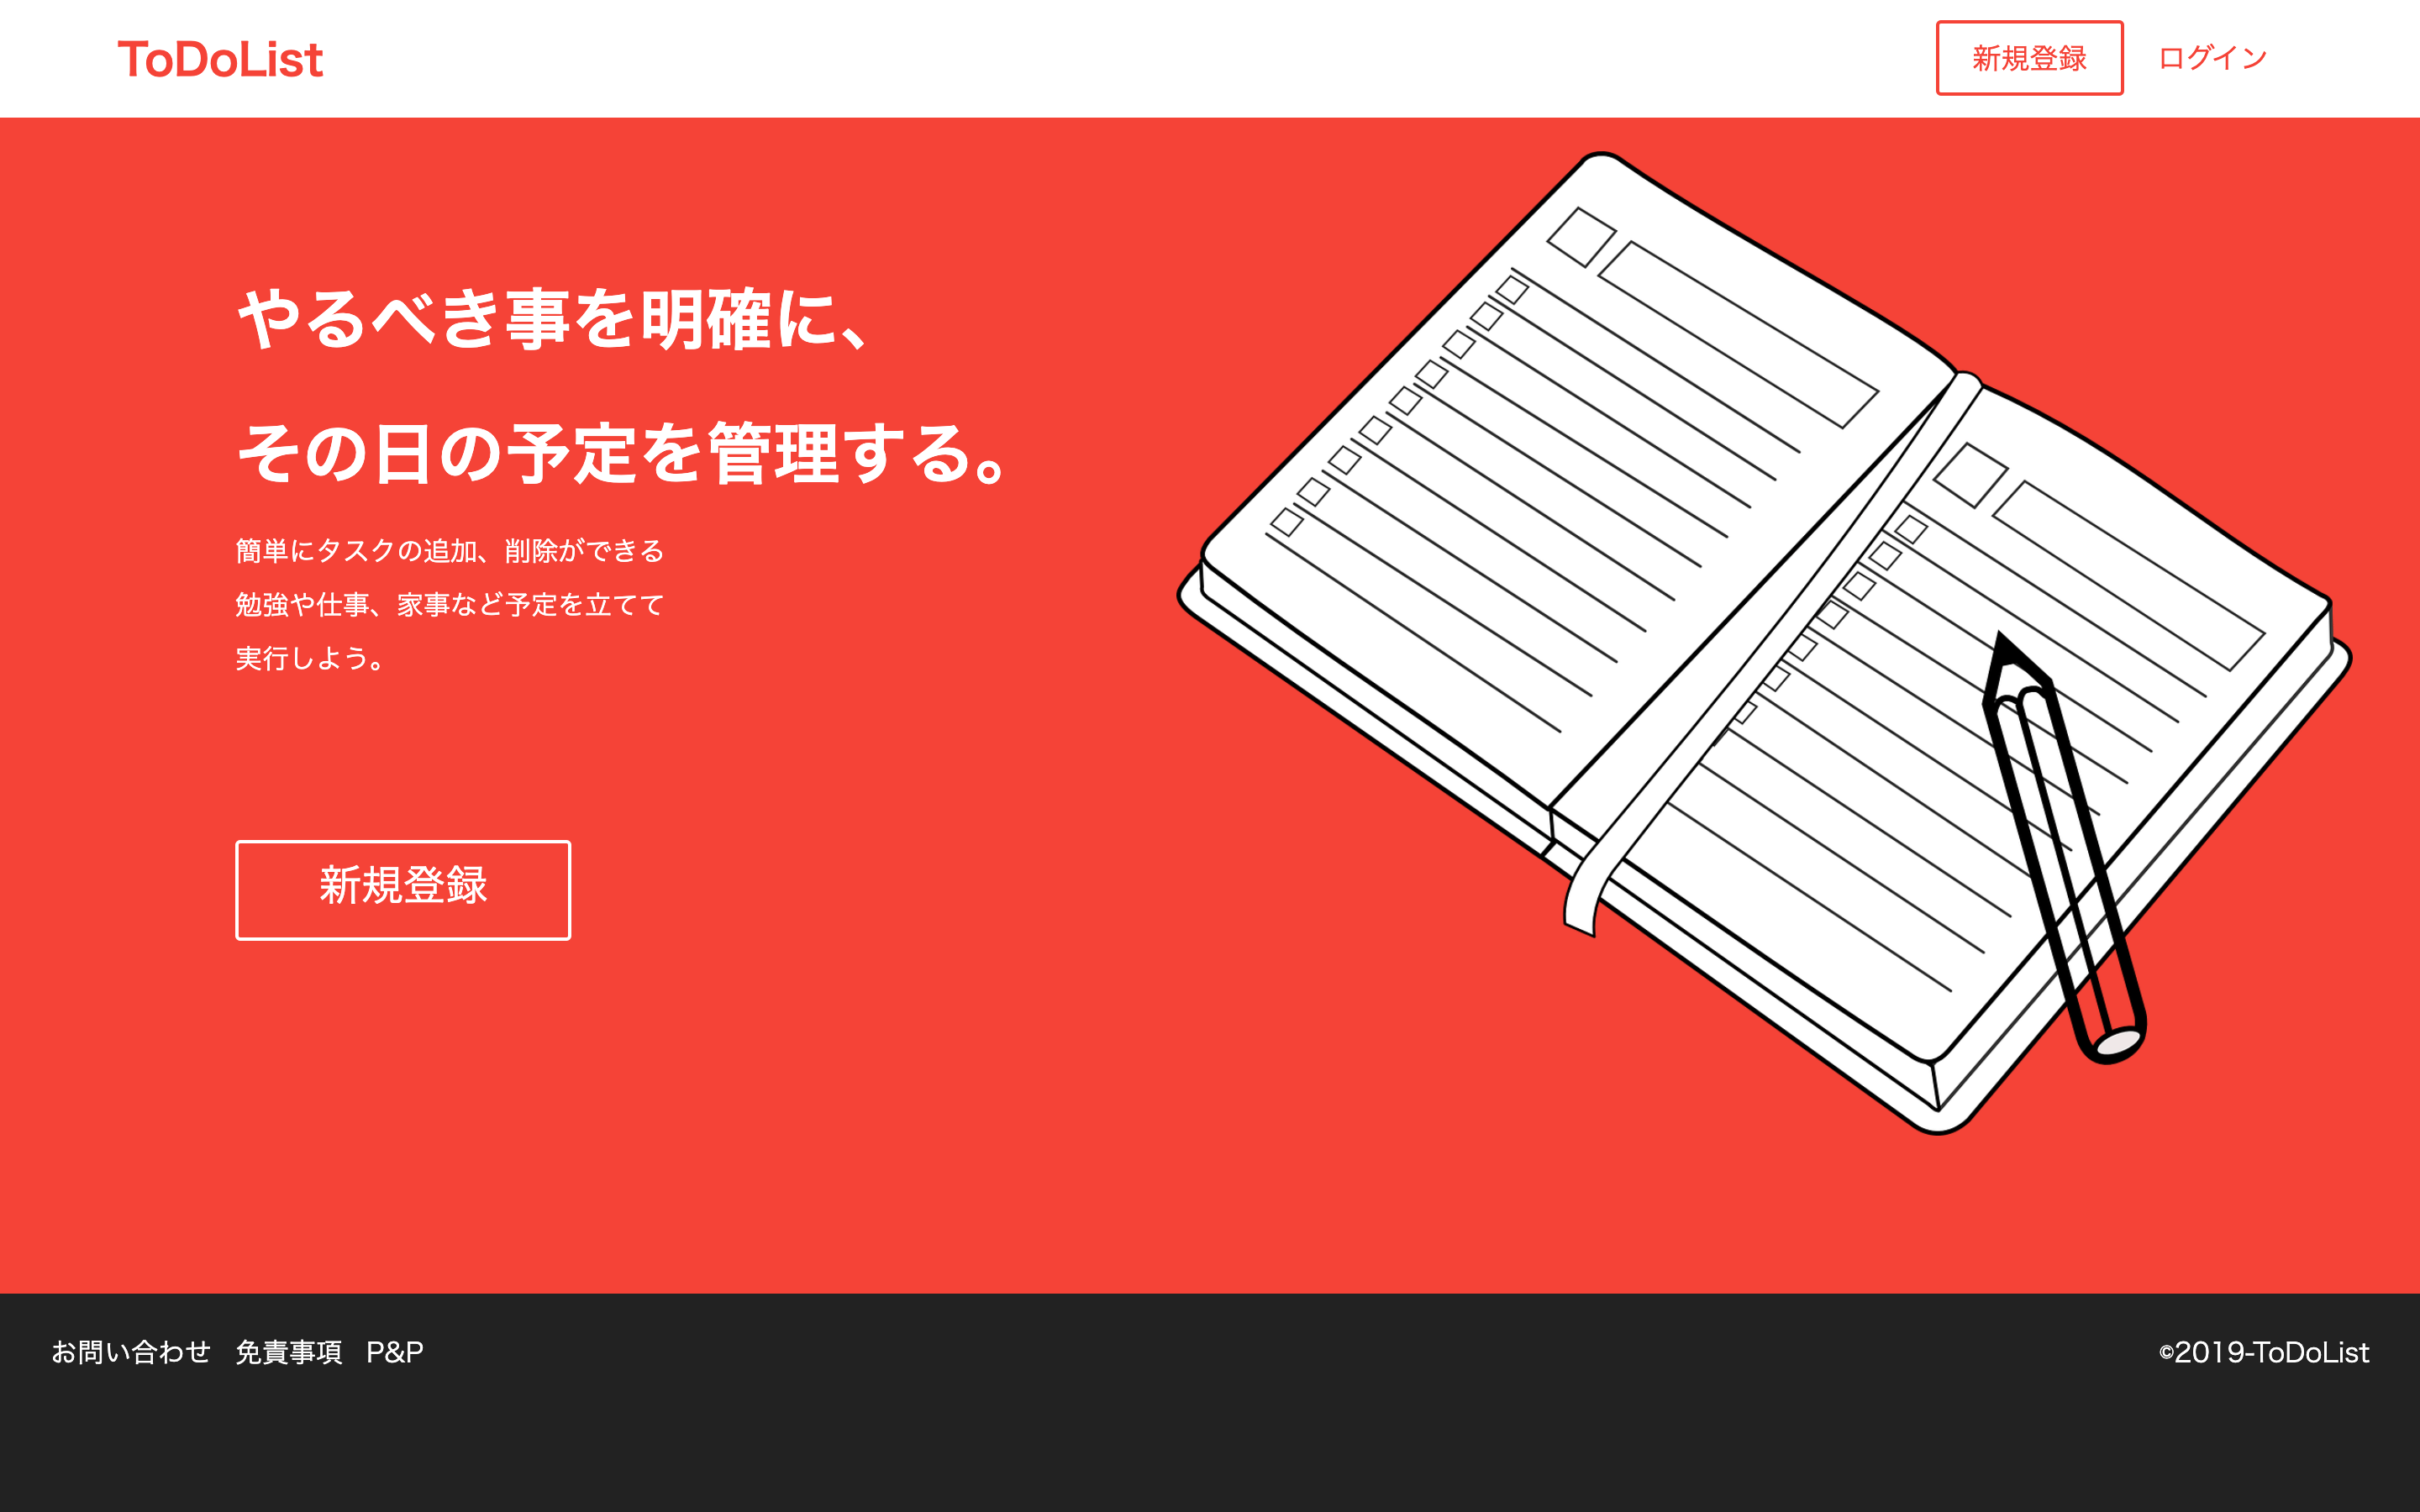 ToDoList
新規登録 ログイン
やるべき事を明確に、
その日の予定を管理する。
簡単にタスクの追加、削除ができる
勉強や仕事、家事など予定を立てて
実行しよう。
新規登録
お問い合わせ 免責事項 P&P
©2019-ToDoList